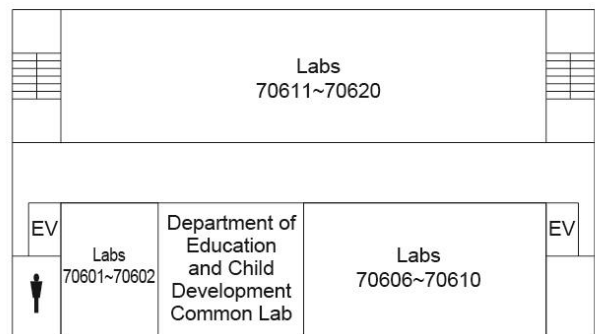 Labs
70611~70620
EV
Labs
70601~70602
Department of
Education
and Child
Development
Common Lab
Labs
70606~70610
EV